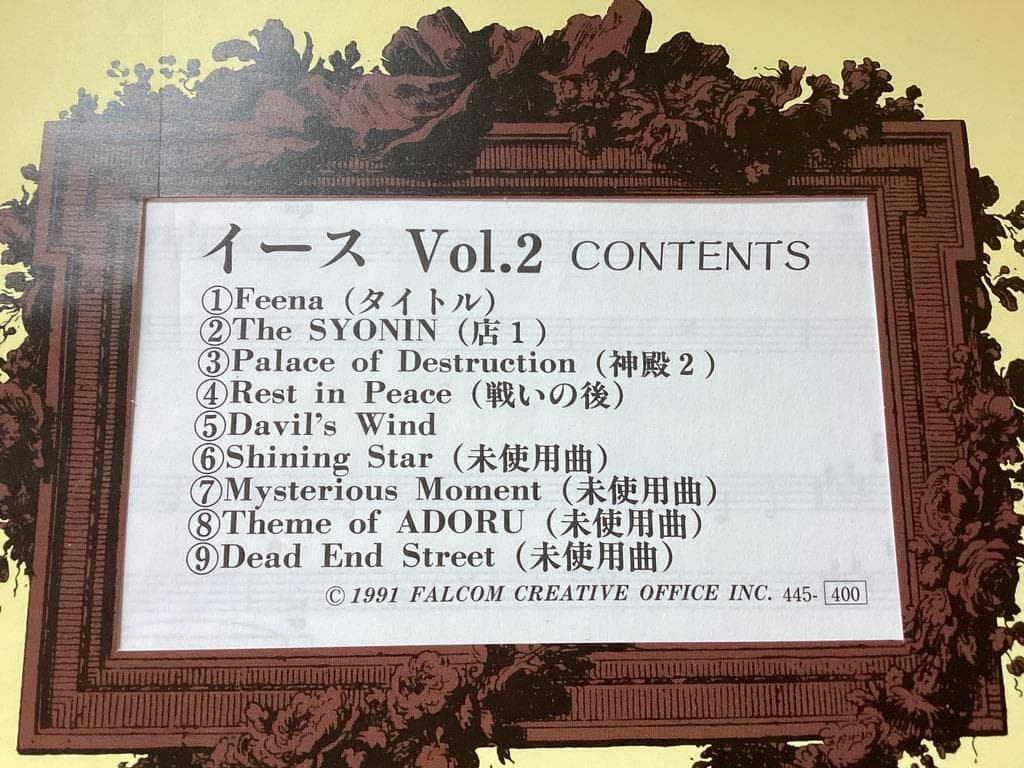 イース Vol.2 CONTENTS
①Feena（タイトル）
②The SYONIN（店1）
③Palace of Destruction（神殿2）
④Rest in Peace（戦いの後）
⑤Davil's Wind
⑥Shining Star（未使用曲）
⑦Mysterious Moment（未使用曲）
⑧Theme of ADORU（未使用曲）
⑨Dead End Street（未使用曲）
© 1991 FALCOM CREATIVE OFFICE INC. 445-400